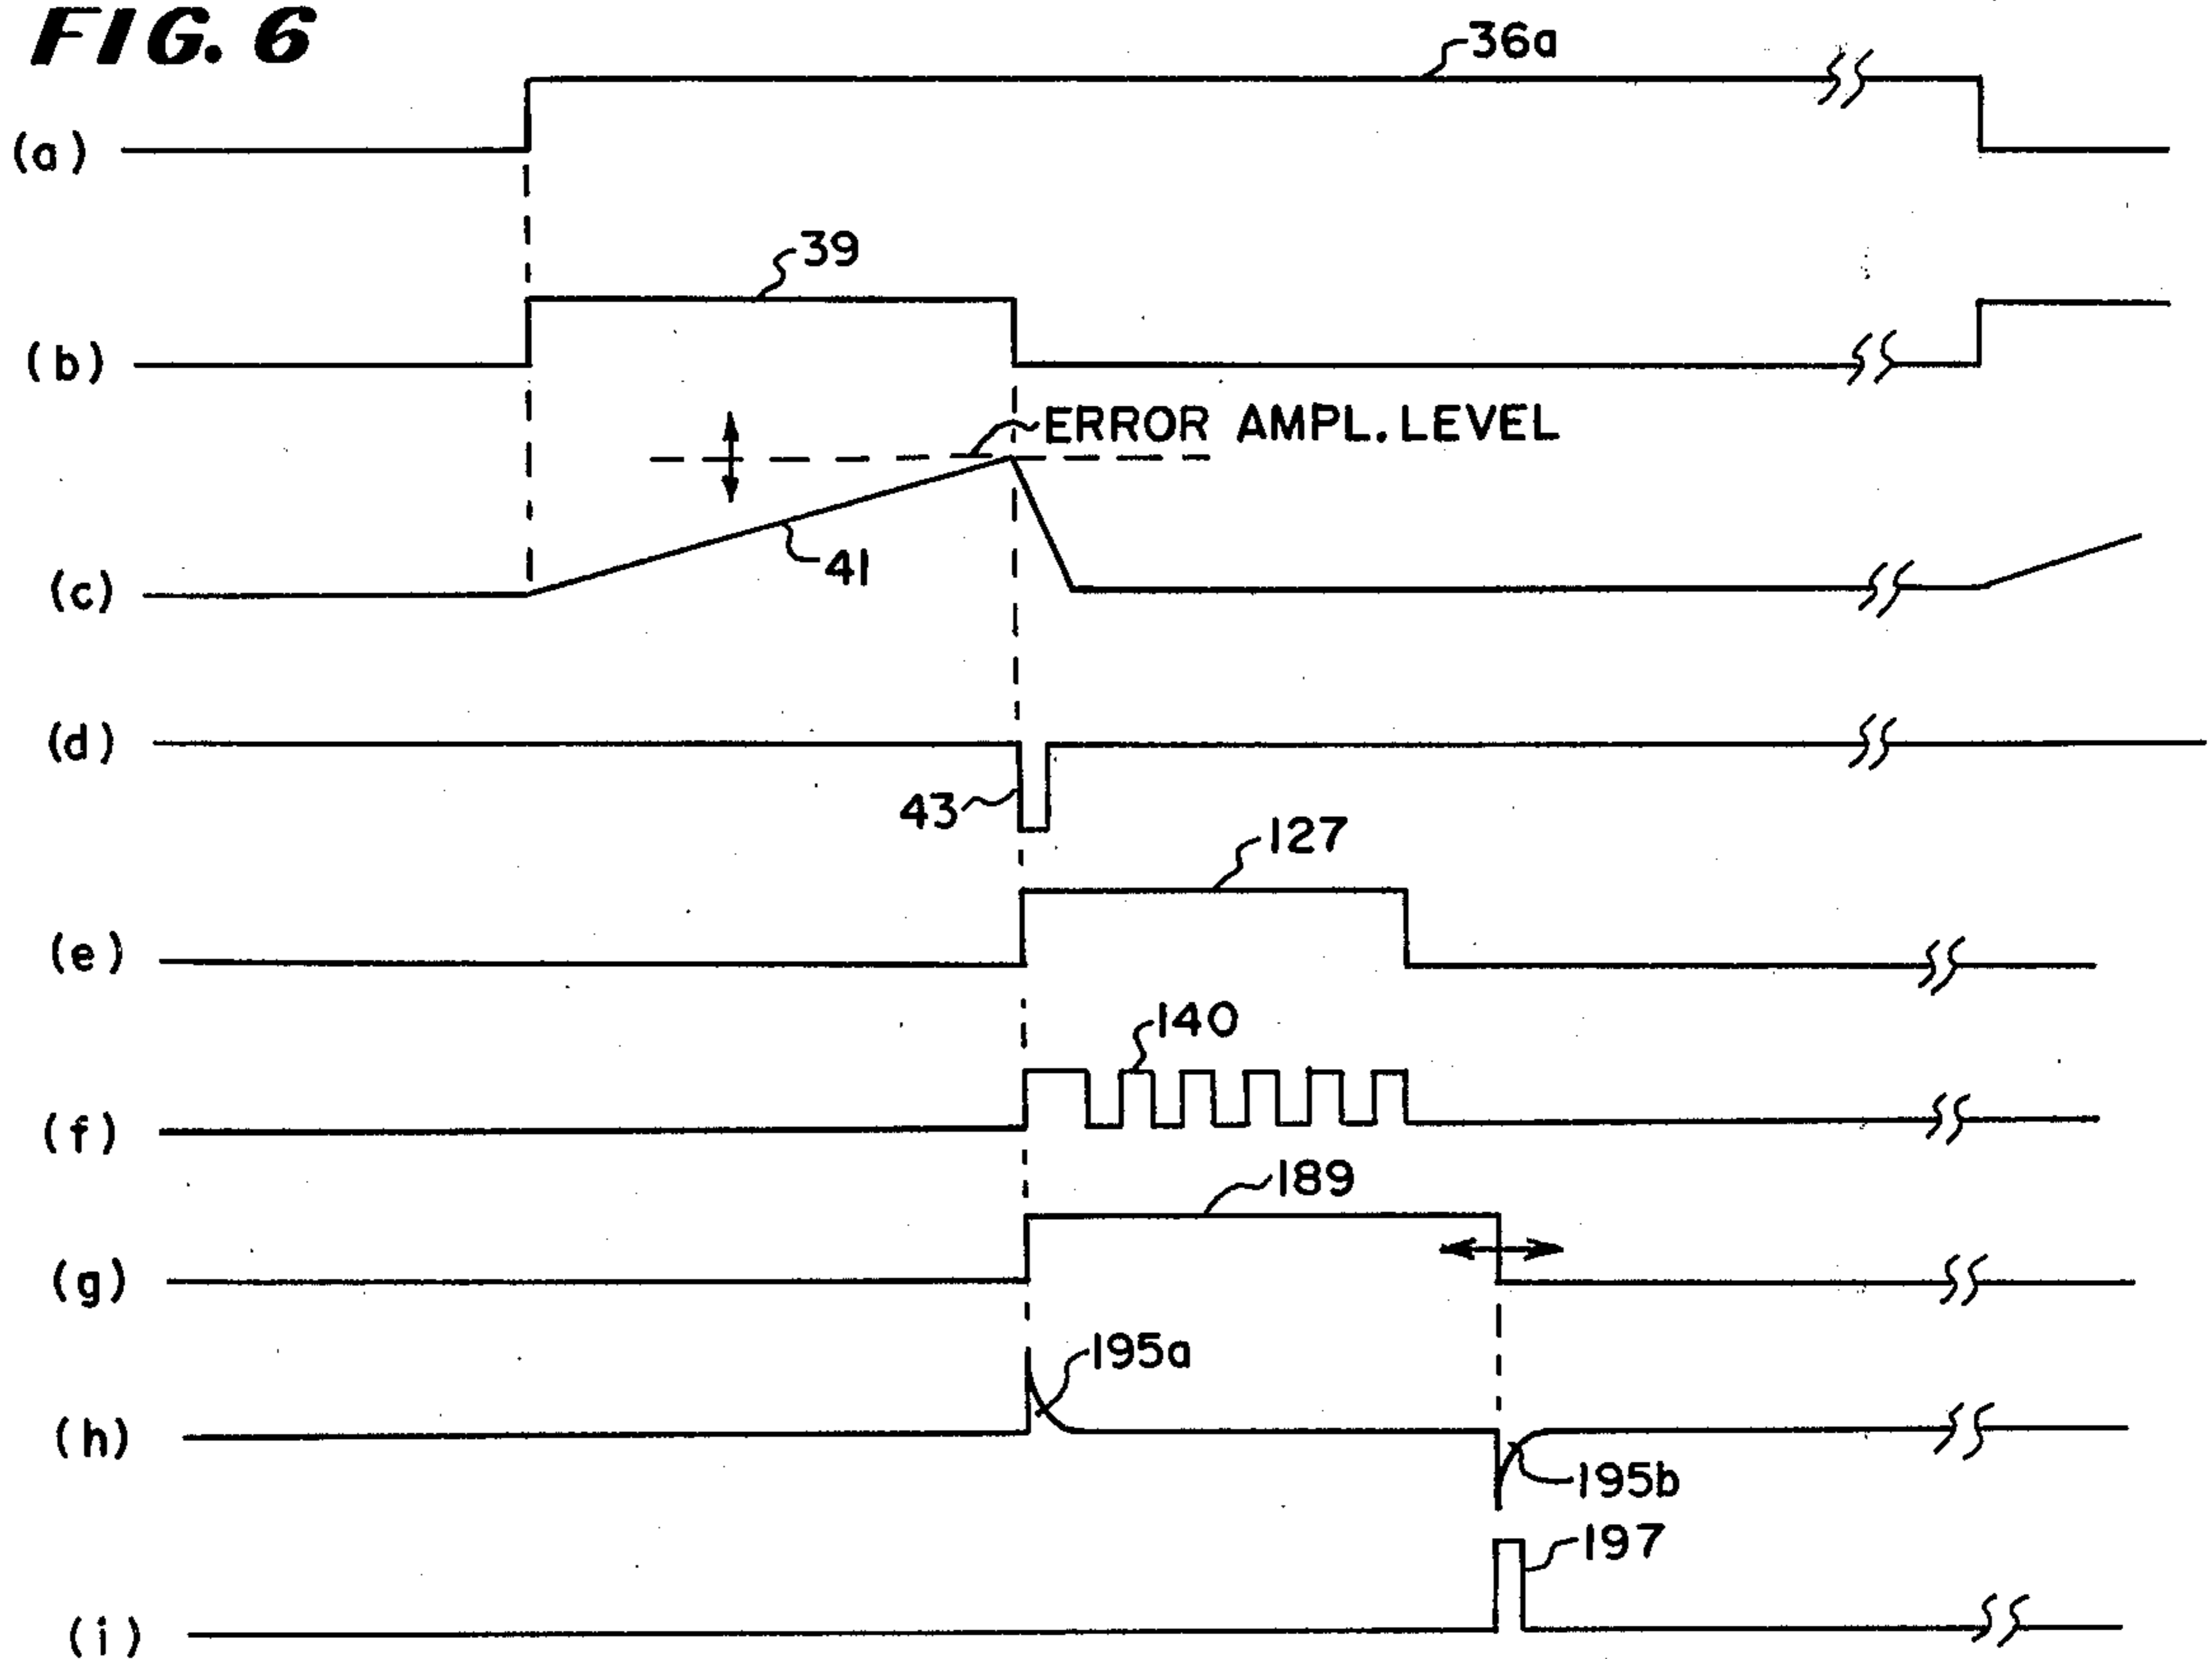 FIG. 6
36a
(a)
39
(b)
ERROR AMPL. LEVEL
41
(c)
(d)
43
127
(e)
140
(f)
189
(g)
195a
(h)
195b
197
(i)